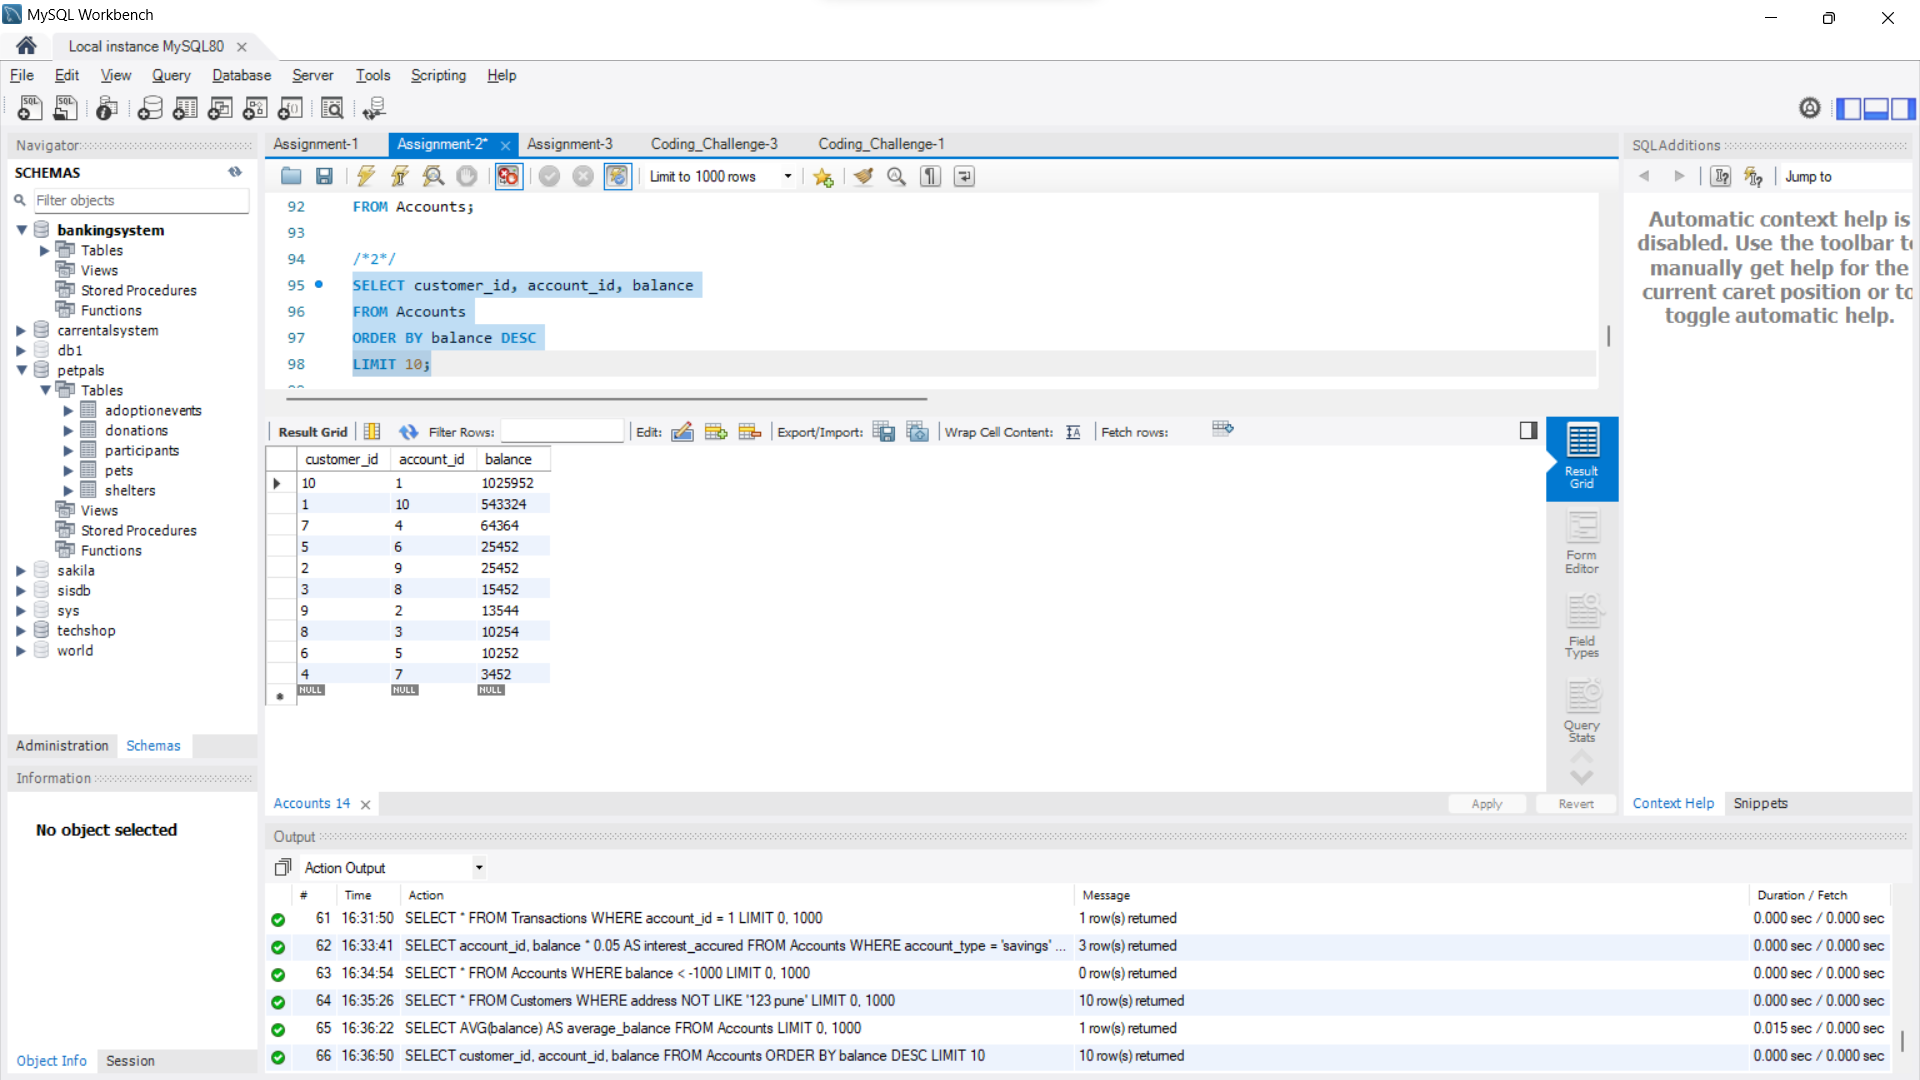 MySQL Workbench
Local instance MySQL80
File Edit View Query Database Server Tools Scripting Help
Navigator
SCHEMAS
Filter objects
bankingsystem
Tables
Views
Stored Procedures
Functions
carrentalsystem
db1
petpals
Tables
adoptionevents
donations
participants
pets
shelters
Views
Stored Procedures
Functions
sakila
sisdb
sys
techshop
world
Administration Schemas
Information
No object selected
Object Info Session
Assignment-1 Assignment-2* Assignment-3 Coding_Challenge-3 Coding_Challenge-1
Limit to 1000 rows
92 FROM Accounts;
93
94 /*2*/
95 SELECT customer_id, account_id, balance
96 FROM Accounts
97 ORDER BY balance DESC
98 LIMIT 10;
Result Grid Filter Rows: Edit: Export/Import: Wrap Cell Content: Fetch rows:
customer_id account_id balance
10 1 1025952
1 10 543324
7 4 64364
5 6 25452
2 9 25452
3 8 15452
9 2 13544
8 3 10254
6 5 10252
4 7 3452
NULL NULL NULL
Result
Grid
Form
Editor
Field
Types
Query
Stats
Accounts 14
Apply Revert
SQLAdditions
Jump to
Automatic context help is
disabled. Use the toolbar to
manually get help for the
current caret position or to
toggle automatic help.
Context Help Snippets
Output
Action Output
# Time Action Message Duration / Fetch
61 16:31:50 SELECT * FROM Transactions WHERE account_id = 1 LIMIT 0, 1000 1 row(s) returned 0.000 sec / 0.000 sec
62 16:33:41 SELECT account_id, balance * 0.05 AS interest_accured FROM Accounts WHERE account_type = 'savings' ... 3 row(s) returned 0.000 sec / 0.000 sec
63 16:34:54 SELECT * FROM Accounts WHERE balance < -1000 LIMIT 0, 1000 0 row(s) returned 0.000 sec / 0.000 sec
64 16:35:26 SELECT * FROM Customers WHERE address NOT LIKE '123 pune' LIMIT 0, 1000 10 row(s) returned 0.000 sec / 0.000 sec
65 16:36:22 SELECT AVG(balance) AS average_balance FROM Accounts LIMIT 0, 1000 1 row(s) returned 0.015 sec / 0.000 sec
66 16:36:50 SELECT customer_id, account_id, balance FROM Accounts ORDER BY balance DESC LIMIT 10 10 row(s) returned 0.000 sec / 0.000 sec